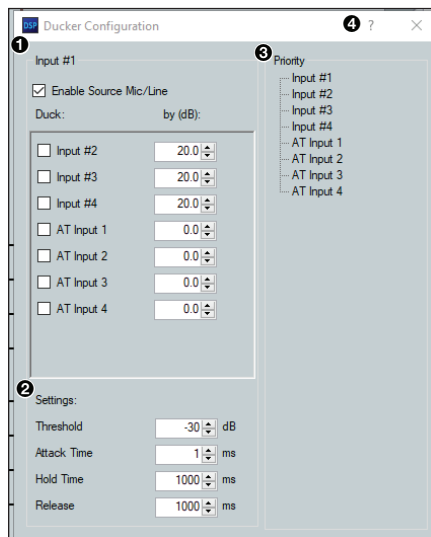 DSP Ducker Configuration 4 ? ×
1
Input #1
Enable Source Mic/Line
Duck: by (dB):
Input #2 20.0
Input #3 20.0
Input #4 20.0
AT Input 1 0.0
AT Input 2 0.0
AT Input 3 0.0
AT Input 4 0.0
2
Settings:
Threshold -30 dB
Attack Time 1 ms
Hold Time 1000 ms
Release 1000 ms
3
Priority
Input #1
Input #2
Input #3
Input #4
AT Input 1
AT Input 2
AT Input 3
AT Input 4